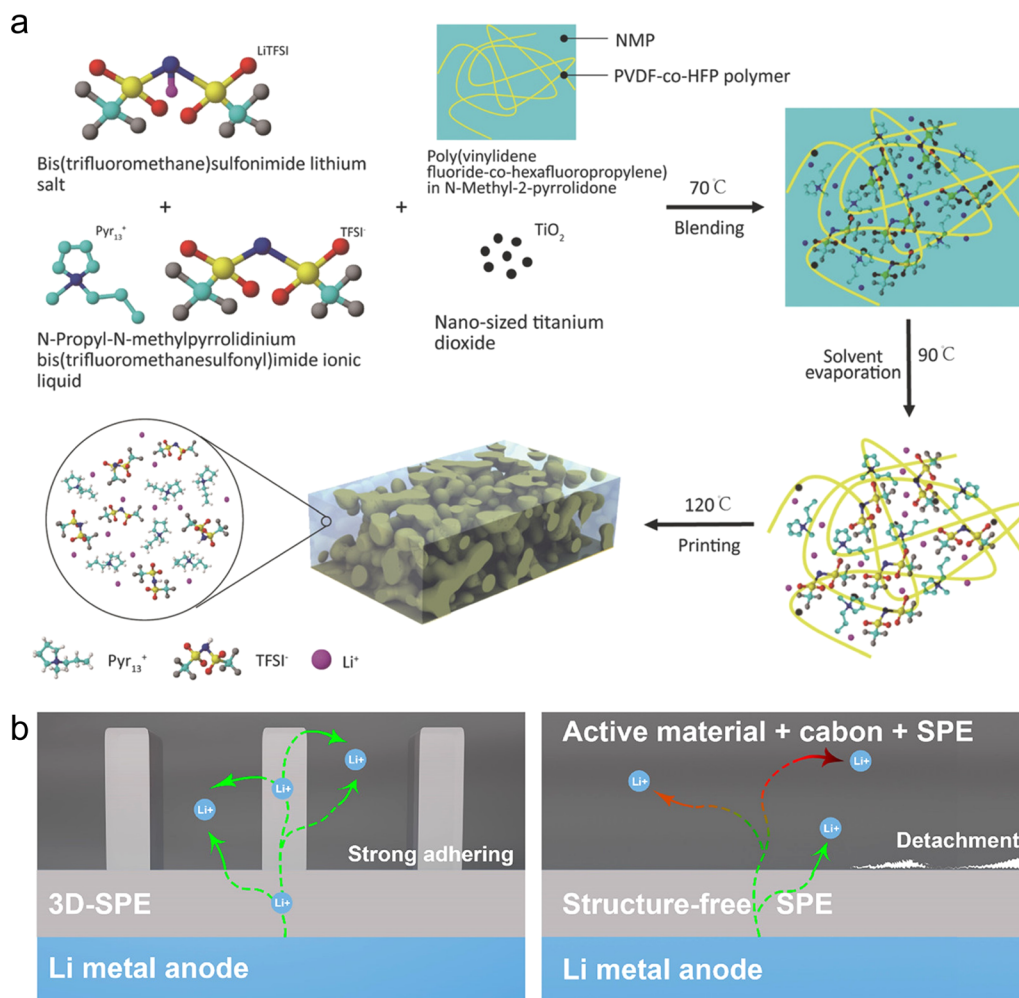 a
LiTFSI
Bis(trifluoromethane)sulfonimide lithium
salt
+
Pyr13+
TFSI-
N-Propyl-N-methylpyrrolidinium
bis(trifluoromethanesulfonyl)imide ionic
liquid
+
NMP
PVDF-co-HFP polymer
Poly(vinylidene
fluoride-co-hexafluoropropylene)
in N-Methyl-2-pyrrolidone
TiO2
Nano-sized titanium
dioxide
70℃
Blending
Solvent
evaporation
90℃
120℃
Printing
Pyr13+
TFSI-
Li+
b
Li+
Li+
Li+
Li+
Strong adhering
3D-SPE
Li metal anode
Active material + cabon + SPE
Li+
Li+
Li+
Detachment
Structure-free SPE
Li metal anode